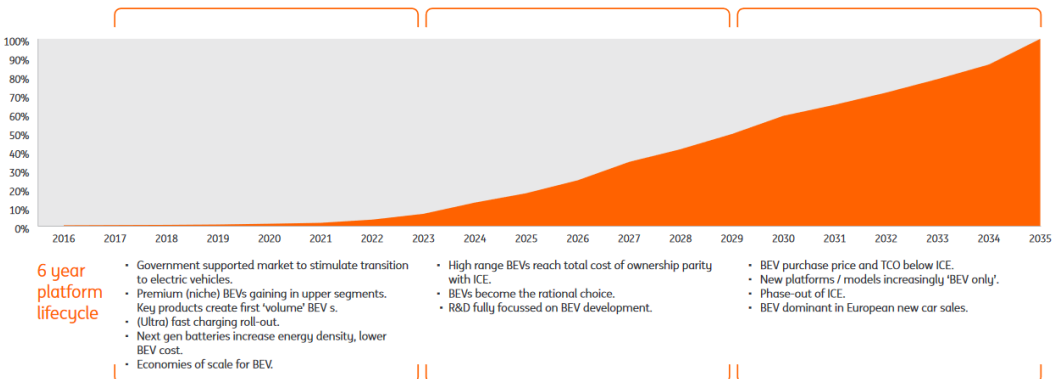 100%
90%
80%
70%
60%
50%
40%
30%
20%
10%
0%
2016 2017 2018 2019 2020 2021 2022 2023 2024 2025 2026 2027 2028 2029 2030 2031 2032 2033 2034 2035
6 year
platform
lifecycle
• Government supported market to stimulate transition
to electric vehicles.
• Premium (niche) BEVs gaining in upper segments.
Key products create first ‘volume’ BEV s.
• (Ultra) fast charging roll-out.
• Next gen batteries increase energy density, lower
BEV cost.
• Economies of scale for BEV.
• High range BEVs reach total cost of ownership parity
with ICE.
• BEVs become the rational choice.
• R&D fully focussed on BEV development.
• BEV purchase price and TCO below ICE.
• New platforms / models increasingly ‘BEV only’.
• Phase-out of ICE.
• BEV dominant in European new car sales.